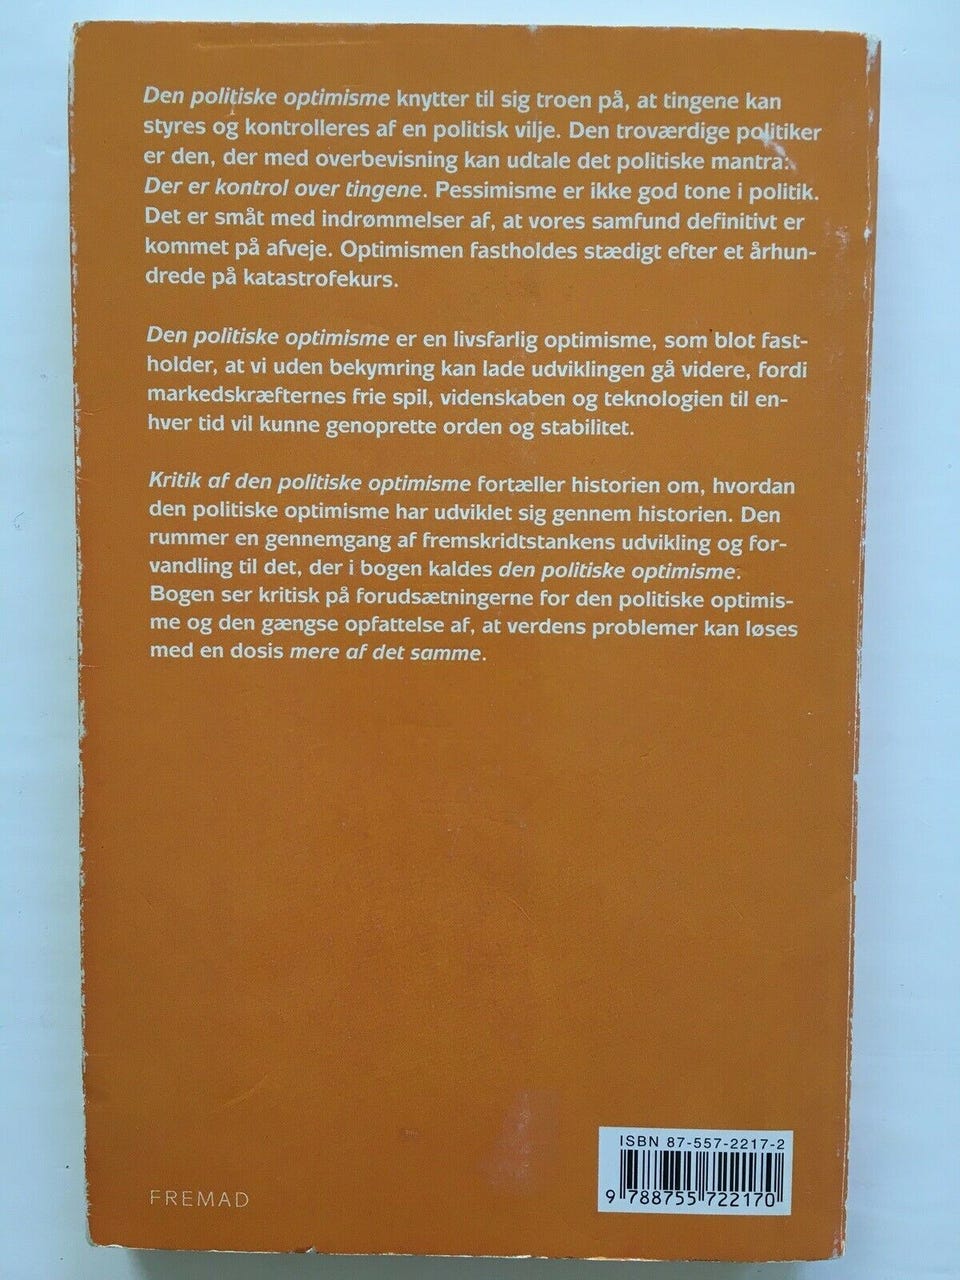 Den politiske optimisme knytter til sig troen på, at tingene kan
styres og kontrolleres af en politisk vilje. Den troværdige politiker
er den, der med overbevisning kan udtale det politiske mantra:
Der er kontrol over tingene. Pessimisme er ikke god tone i politik.
Det er småt med indrømmelser af, at vores samfund definitivt er
kommet på afveje. Optimismen fastholdes stædigt efter et århun-
drede på katastrofekurs.
Den politiske optimisme er en livsfarlig optimisme, som blot fast-
holder, at vi uden bekymring kan lade udviklingen gå videre, fordi
markedskræfternes frie spil, videnskaben og teknologien til en-
hver tid vil kunne genoprette orden og stabilitet.
Kritik af den politiske optimisme fortæller historien om, hvordan
den politiske optimisme har udviklet sig gennem historien. Den
rummer en gennemgang af fremskridtstankens udvikling og for-
vandling til det, der i bogen kaldes den politiske optimisme.
Bogen ser kritisk på forudsætningerne for den politiske optimis-
me og den gængse opfattelse af, at verdens problemer kan løses
med en dosis mere af det samme.
ISBN 87-557-2217-2
9 788755 722170
FREMAD